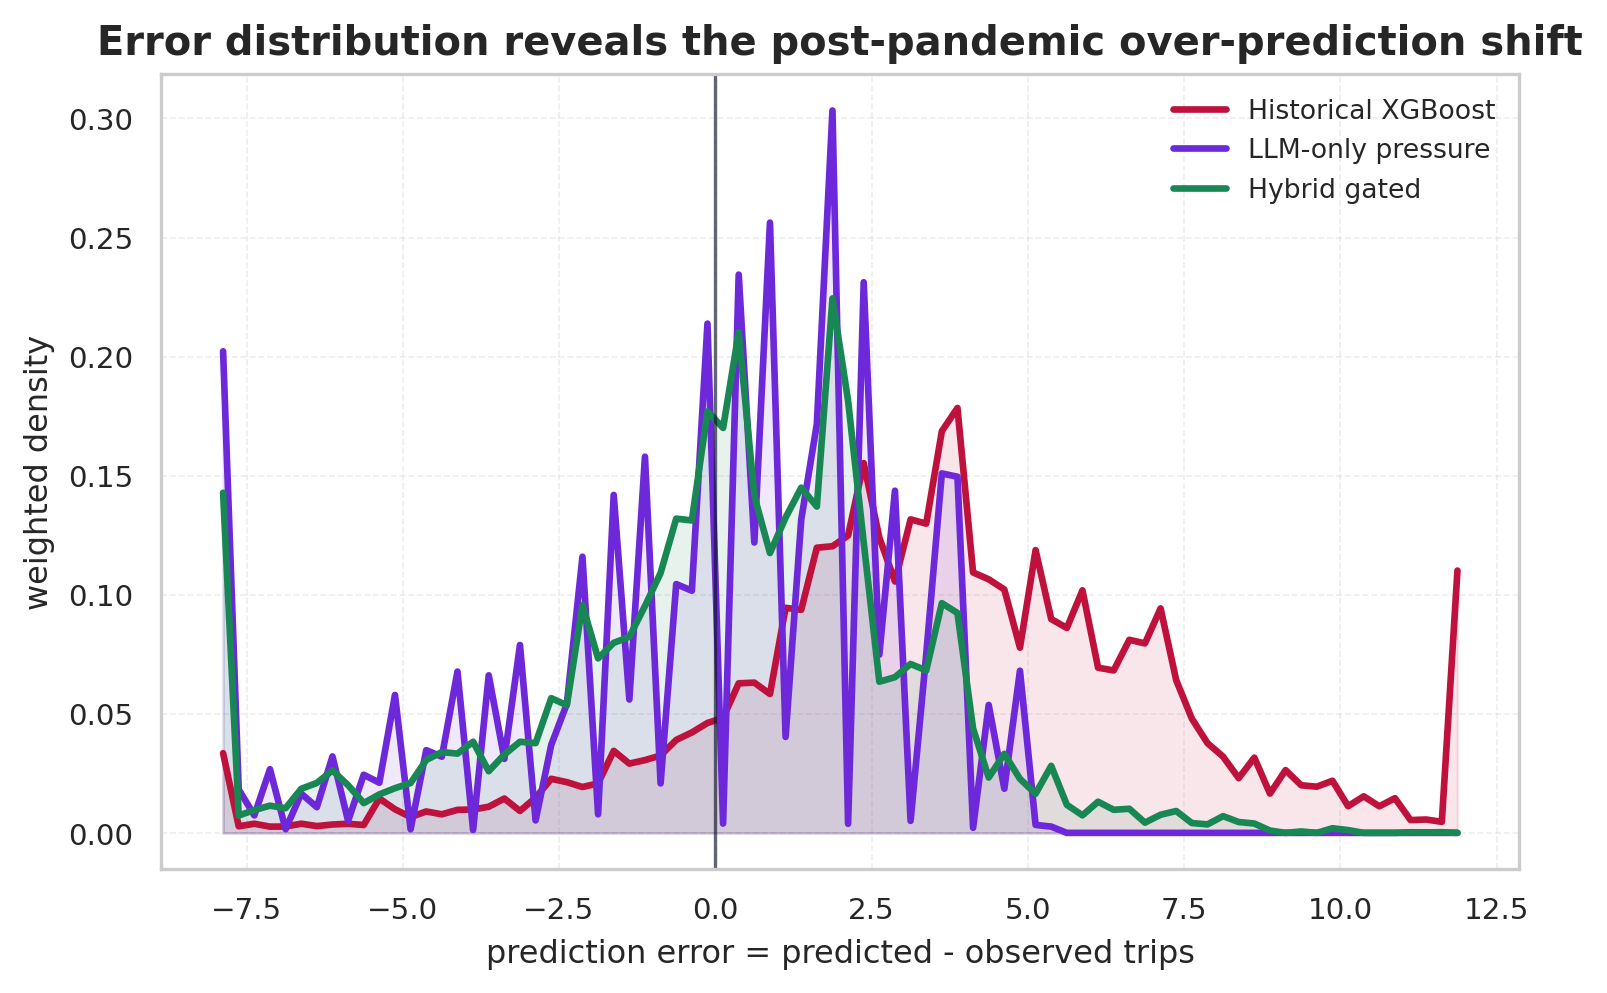 Error distribution reveals the post-pandemic over-prediction shift
Historical XGBoost
LLM-only pressure
Hybrid gated
weighted density
0.30
0.25
0.20
0.15
0.10
0.05
0.00
−7.5 −5.0 −2.5 0.0 2.5 5.0 7.5 10.0 12.5
prediction error = predicted - observed trips